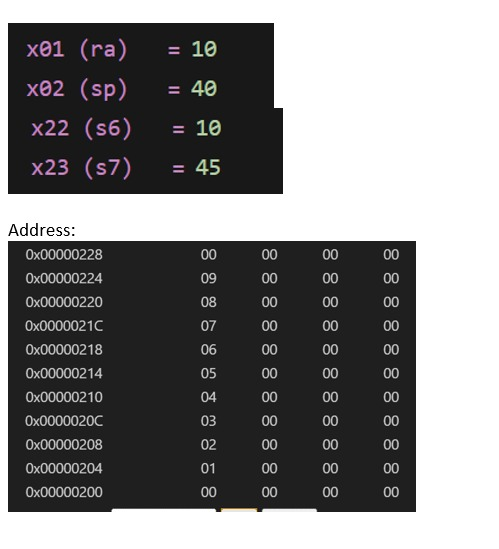 x01 (ra) = 10
x02 (sp) = 40
x22 (s6) = 10
x23 (s7) = 45
Address:
0x00000228 00 00 00 00
0x00000224 09 00 00 00
0x00000220 08 00 00 00
0x0000021C 07 00 00 00
0x00000218 06 00 00 00
0x00000214 05 00 00 00
0x00000210 04 00 00 00
0x0000020C 03 00 00 00
0x00000208 02 00 00 00
0x00000204 01 00 00 00
0x00000200 00 00 00 00